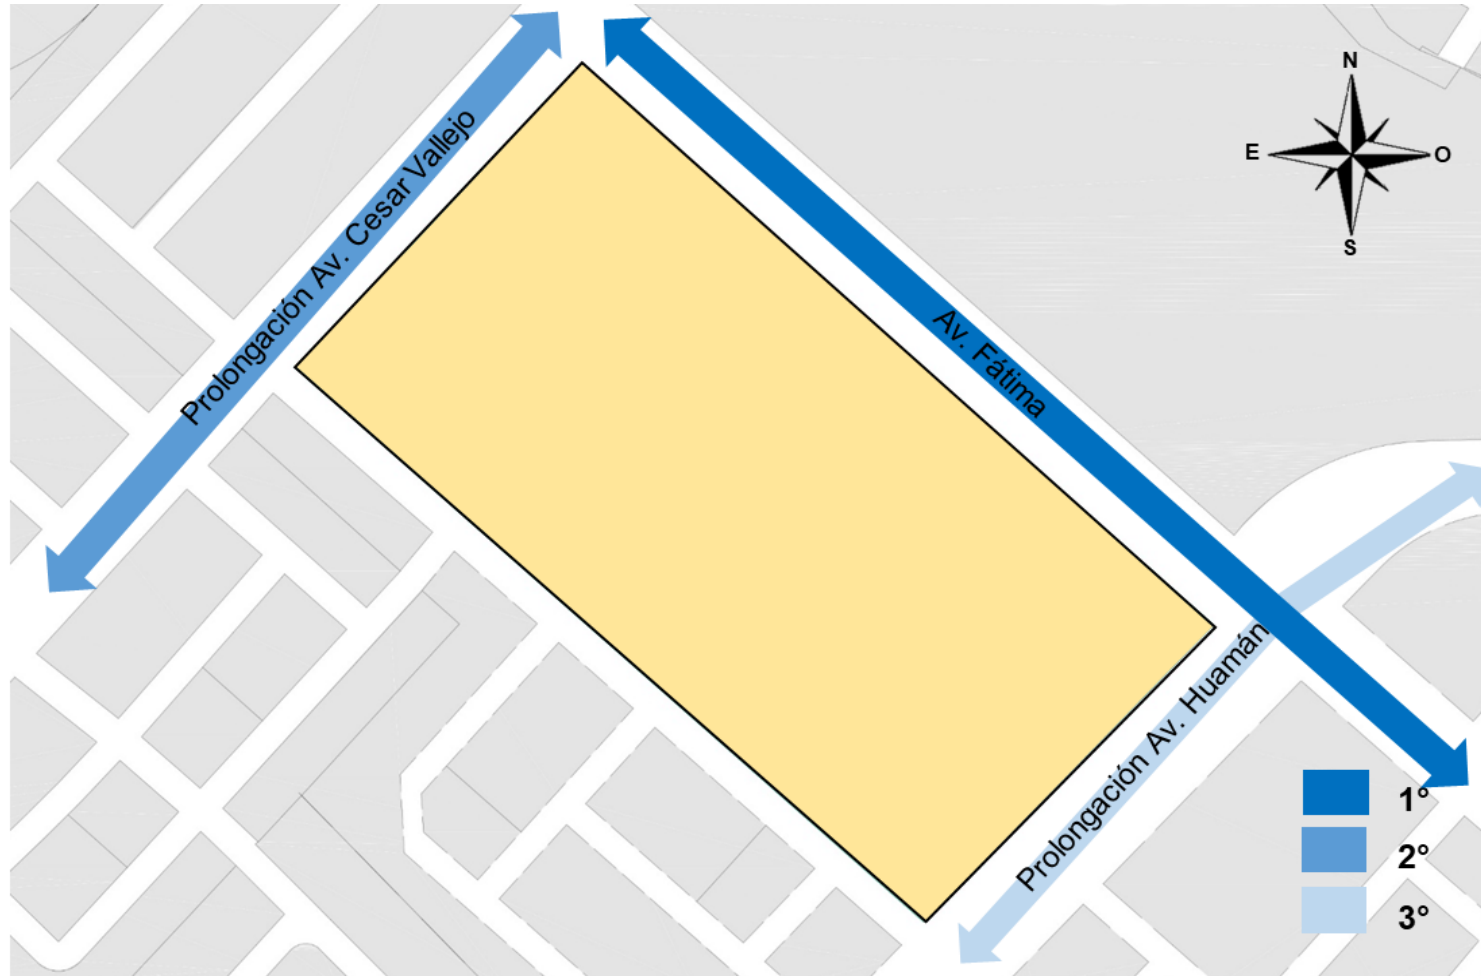 N
E
O
S
Prolongación Av. Cesar Vallejo
Av. Fátima
Prolongación Av. Huamán
1°
2°
3°